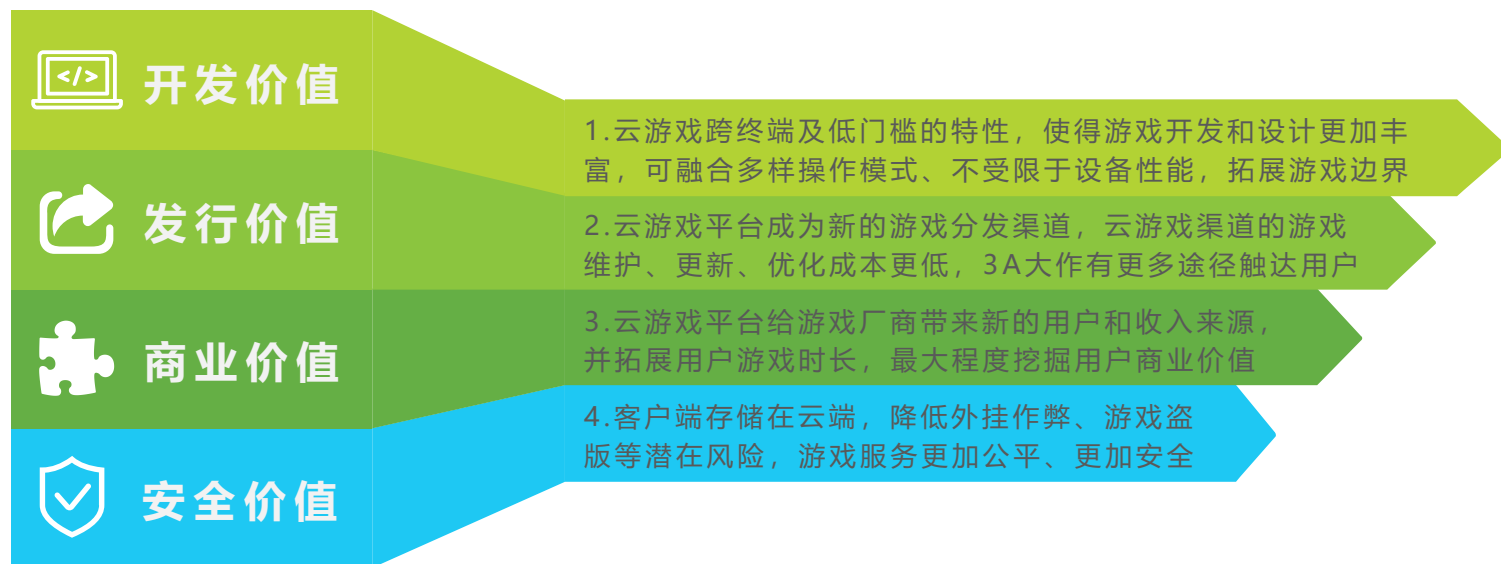 </>
开发价值
1.云游戏跨终端及低门槛的特性，使得游戏开发和设计更加丰
富，可融合多样操作模式、不受限于设备性能，拓展游戏边界
发行价值
2.云游戏平台成为新的游戏分发渠道，云游戏渠道的游戏
维护、更新、优化成本更低，3A大作有更多途径触达用户
商业价值
3.云游戏平台给游戏厂商带来新的用户和收入来源，
并拓展用户游戏时长，最大程度挖掘用户商业价值
安全价值
4.客户端存储在云端，降低外挂作弊、游戏盗
版等潜在风险，游戏服务更加公平、更加安全